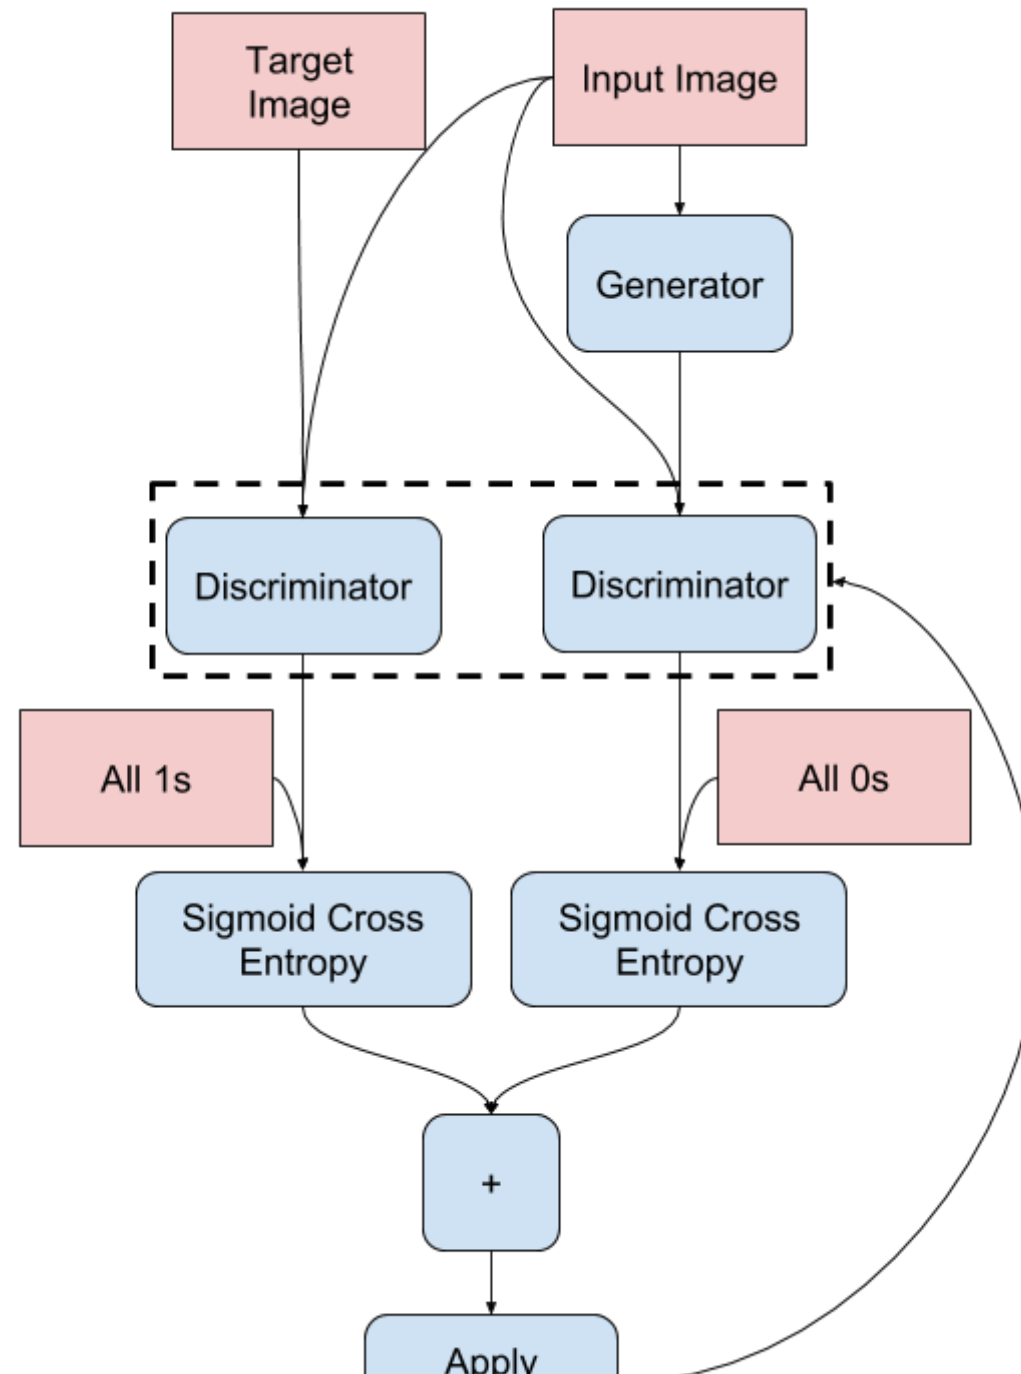 Target
Image
Input Image
Generator
Discriminator
Discriminator
All 1s
All 0s
Sigmoid Cross
Entropy
Sigmoid Cross
Entropy
+
Apply